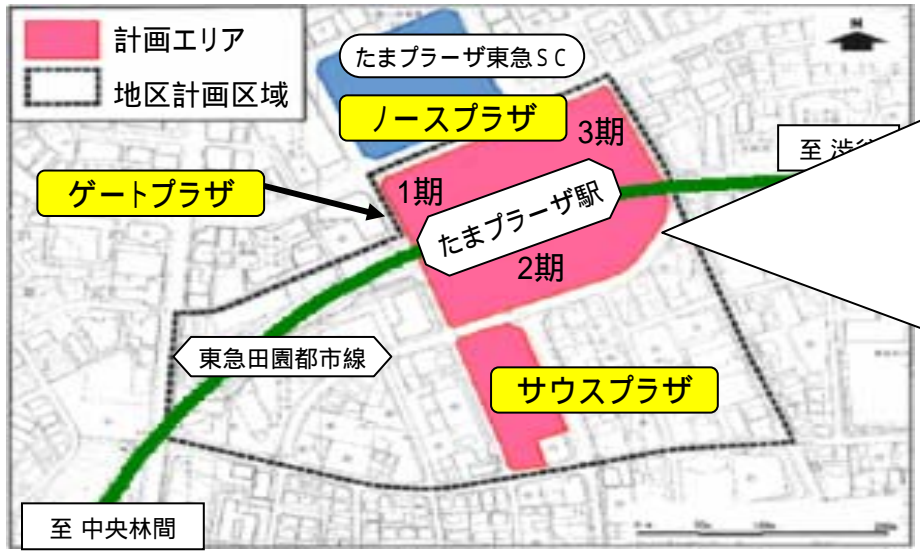 計画エリア
地区計画区域
たまプラーザ東急SC
N
ノースプラザ
3期
至 渋谷
ゲートプラザ
1期
たまプラーザ駅
2期
東急田園都市線
サウスプラザ
至 中央林間